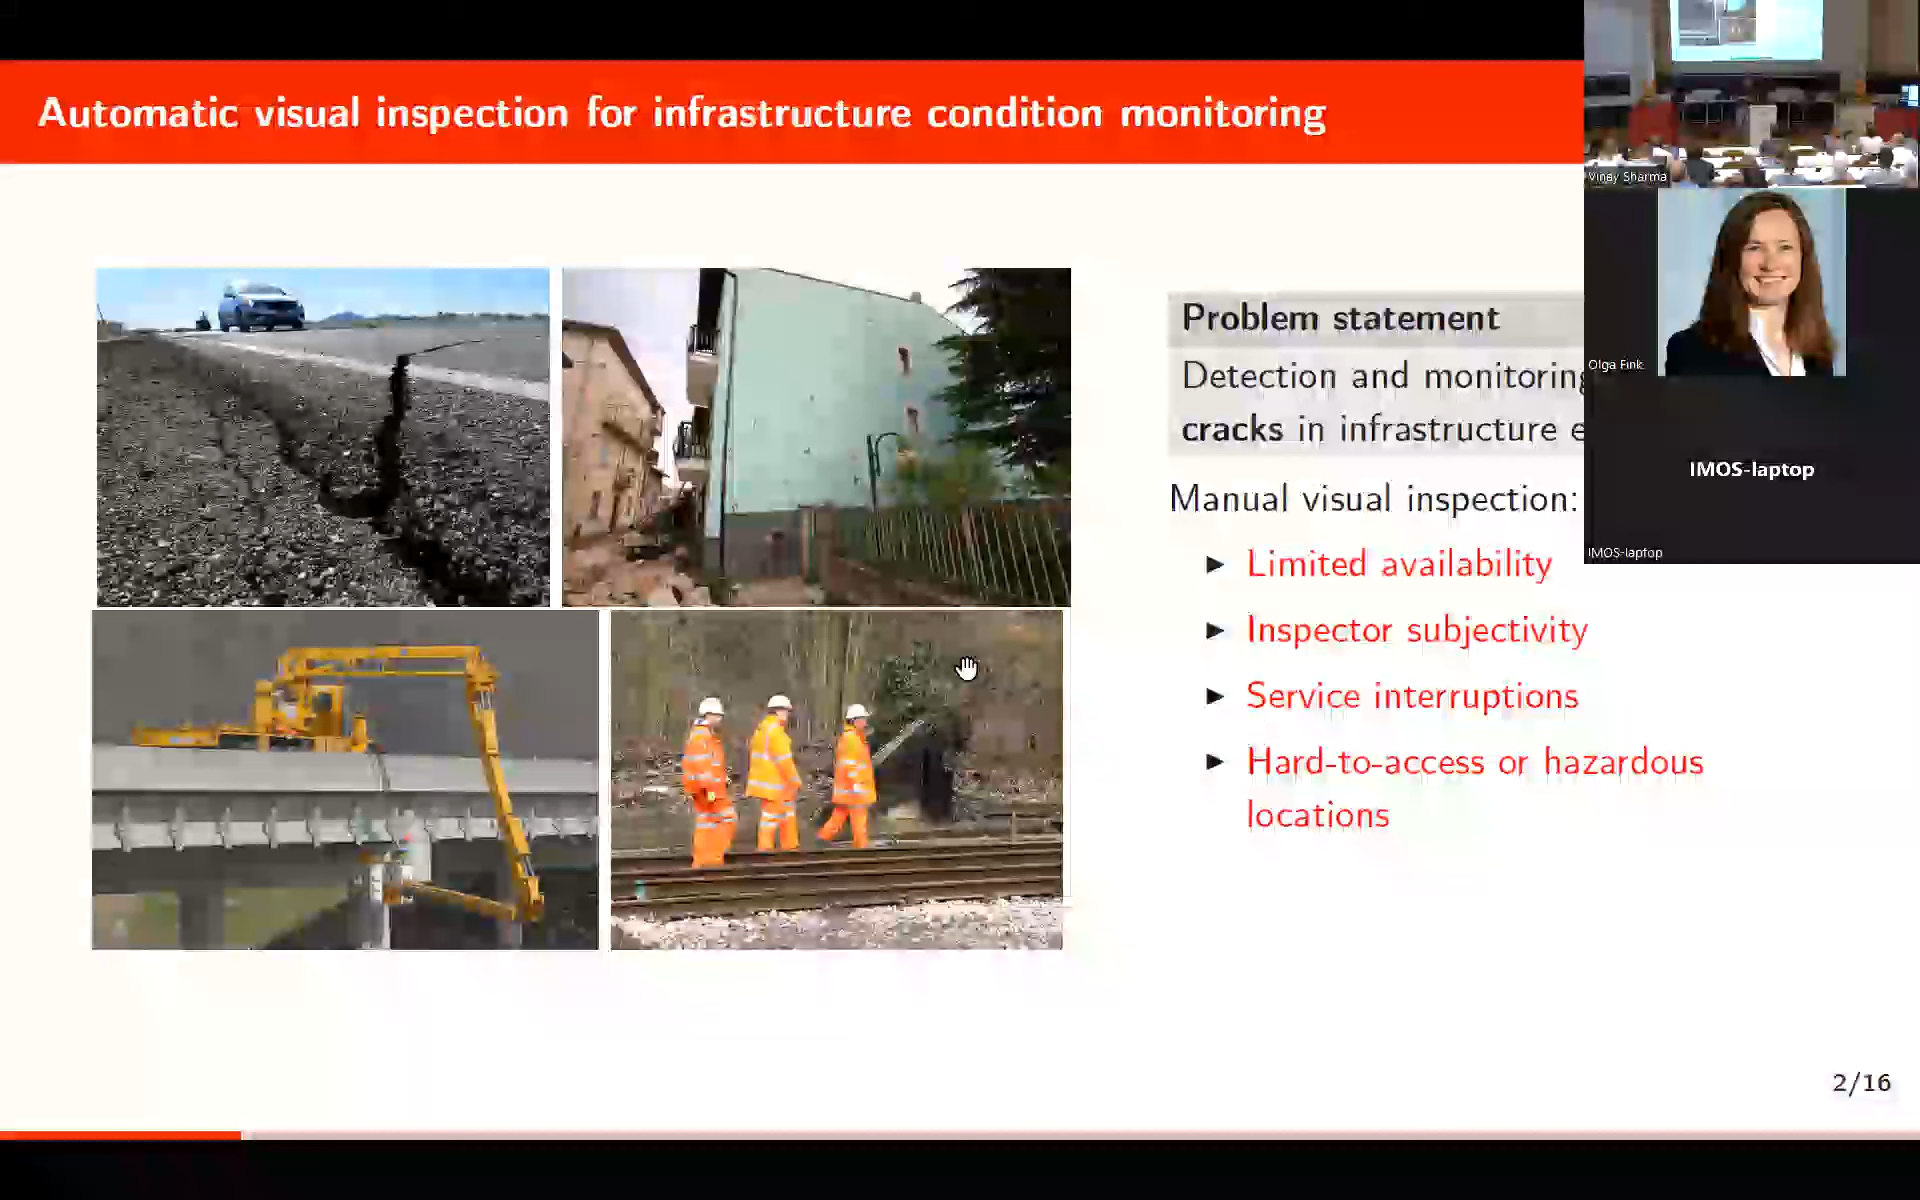 Automatic visual inspection for infrastructure condition monitoring
Problem statement
Detection and monitoring
cracks in infrastructure e
Manual visual inspection:
Limited availability
Inspector subjectivity
Service interruptions
Hard-to-access or hazardous
locations
2/16
Vinay Sharma
Olga Fink
IMOS-laptop
IMOS-laptop